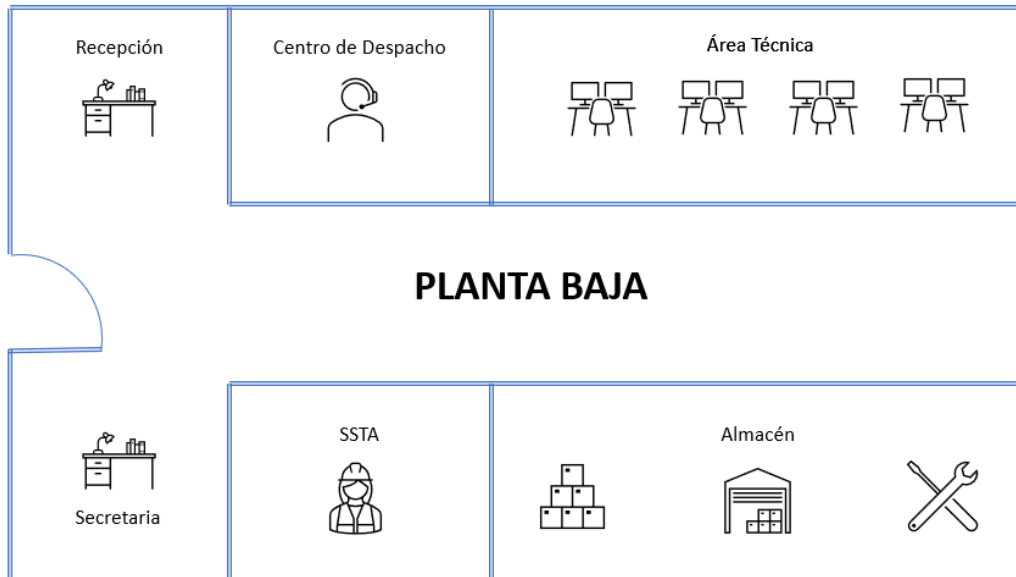 Recepción
Centro de Despacho
Área Técnica
PLANTA BAJA
SSTA
Almacén
Secretaria